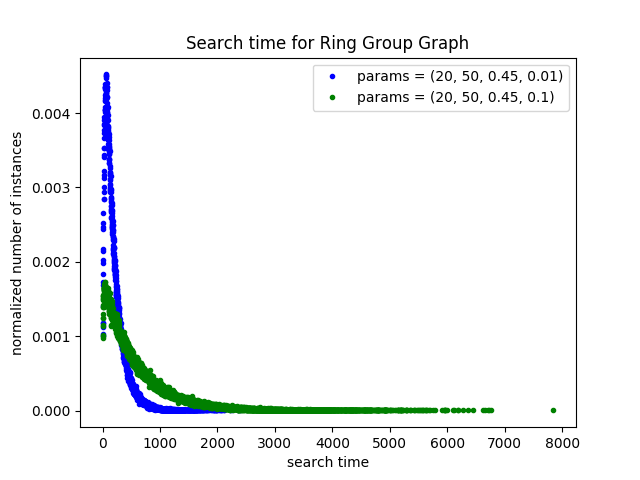 Search time for Ring Group Graph
params = (20, 50, 0.45, 0.01)
params = (20, 50, 0.45, 0.1)
normalized number of instances
0.004
0.003
0.002
0.001
0.000
0 1000 2000 3000 4000 5000 6000 7000 8000
search time